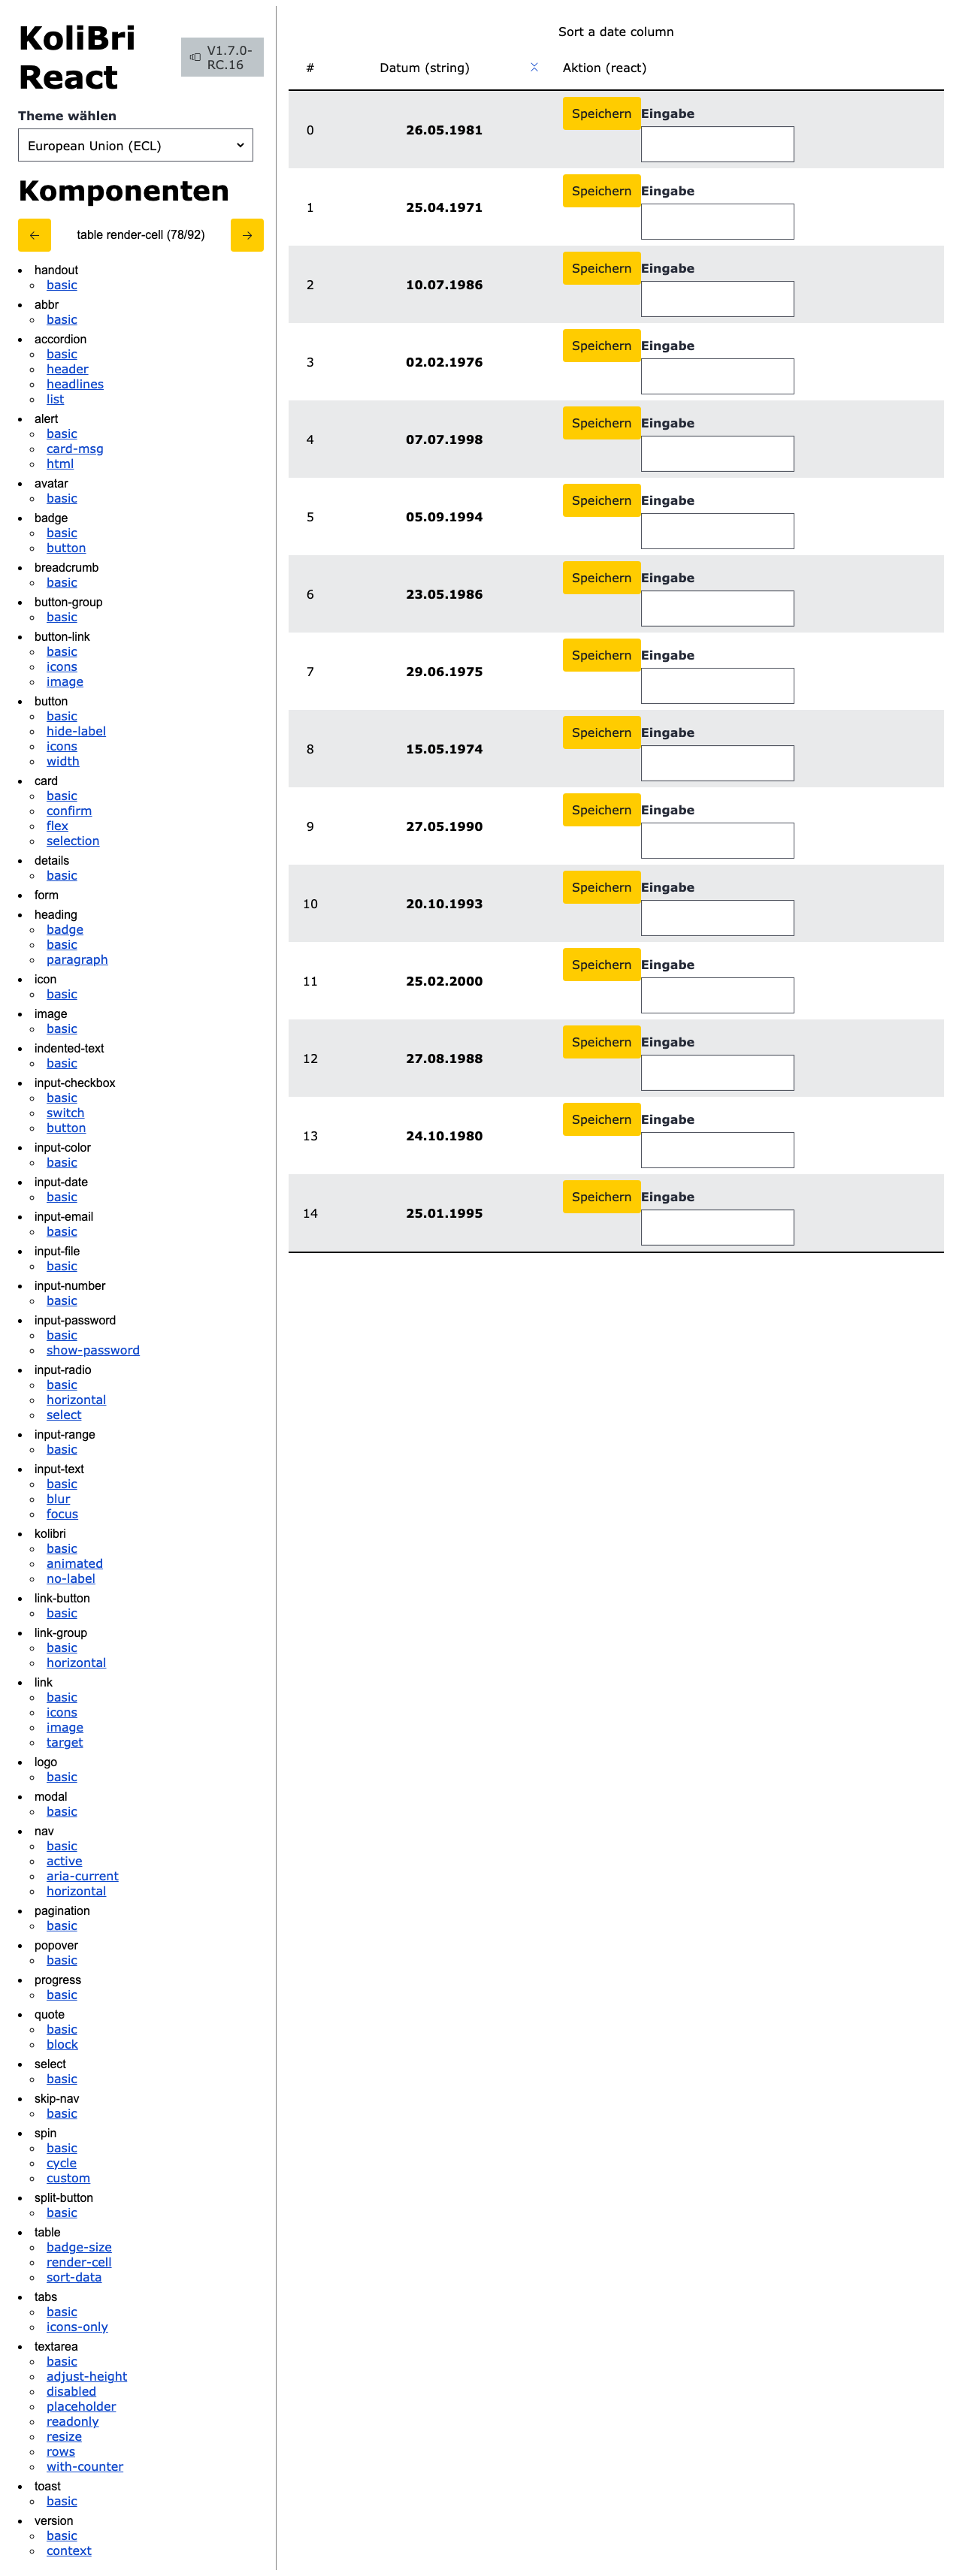 KoliBri
React
V1.7.0-
RC.16
Theme wählen
European Union (ECL)
Komponenten
← table render-cell (78/92) →
handout
basic
abbr
basic
accordion
basic
header
headlines
list
alert
basic
card-msg
html
avatar
basic
badge
basic
button
breadcrumb
basic
button-group
basic
button-link
basic
icons
image
button
basic
hide-label
icons
width
card
basic
confirm
flex
selection
details
basic
form
heading
badge
basic
paragraph
icon
basic
image
basic
indented-text
basic
input-checkbox
basic
switch
button
input-color
basic
input-date
basic
input-email
basic
input-file
basic
input-number
basic
input-password
basic
show-password
input-radio
basic
horizontal
select
input-range
basic
input-text
basic
blur
focus
kolibri
basic
animated
no-label
link-button
basic
link-group
basic
horizontal
link
basic
icons
image
target
logo
basic
modal
basic
nav
basic
active
aria-current
horizontal
pagination
basic
popover
basic
progress
basic
quote
basic
block
select
basic
skip-nav
basic
spin
basic
cycle
custom
split-button
basic
table
badge-size
render-cell
sort-data
tabs
basic
icons-only
textarea
basic
adjust-height
disabled
placeholder
readonly
resize
rows
with-counter
toast
basic
version
basic
context
Sort a date column
# Datum (string) Aktion (react)
0 26.05.1981 Speichern Eingabe
1 25.04.1971 Speichern Eingabe
2 10.07.1986 Speichern Eingabe
3 02.02.1976 Speichern Eingabe
4 07.07.1998 Speichern Eingabe
5 05.09.1994 Speichern Eingabe
6 23.05.1986 Speichern Eingabe
7 29.06.1975 Speichern Eingabe
8 15.05.1974 Speichern Eingabe
9 27.05.1990 Speichern Eingabe
10 20.10.1993 Speichern Eingabe
11 25.02.2000 Speichern Eingabe
12 27.08.1988 Speichern Eingabe
13 24.10.1980 Speichern Eingabe
14 25.01.1995 Speichern Eingabe